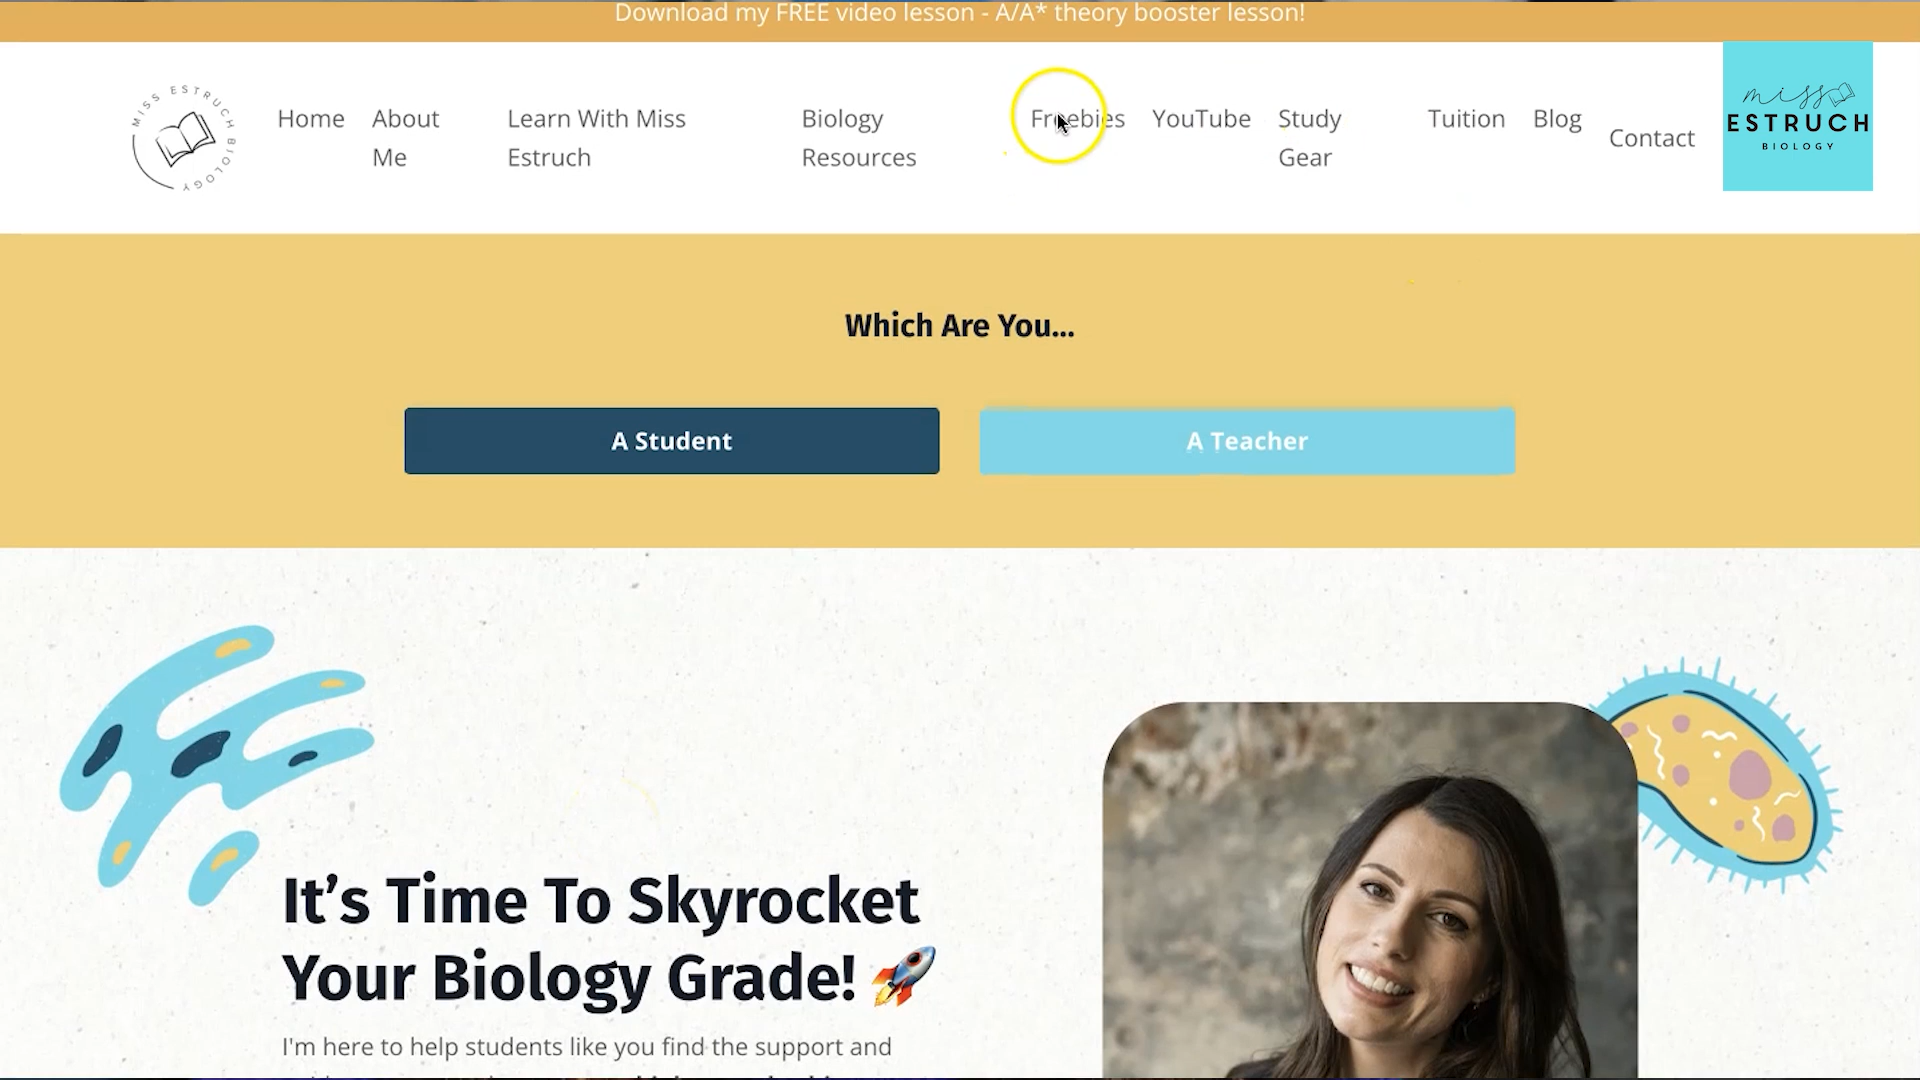 Download my FREE video lesson - A/A* theory booster lesson!
MISS ESTRUCH BIOLOGY
Home
About
Me
Learn With Miss
Estruch
Biology
Resources
Freebies
YouTube
Study
Gear
Tuition
Blog
Contact
miss
ESTRUCH
BIOLOGY
Which Are You...
A Student
A Teacher
It’s Time To Skyrocket
Your Biology Grade! 🚀
I'm here to help students like you find the support and